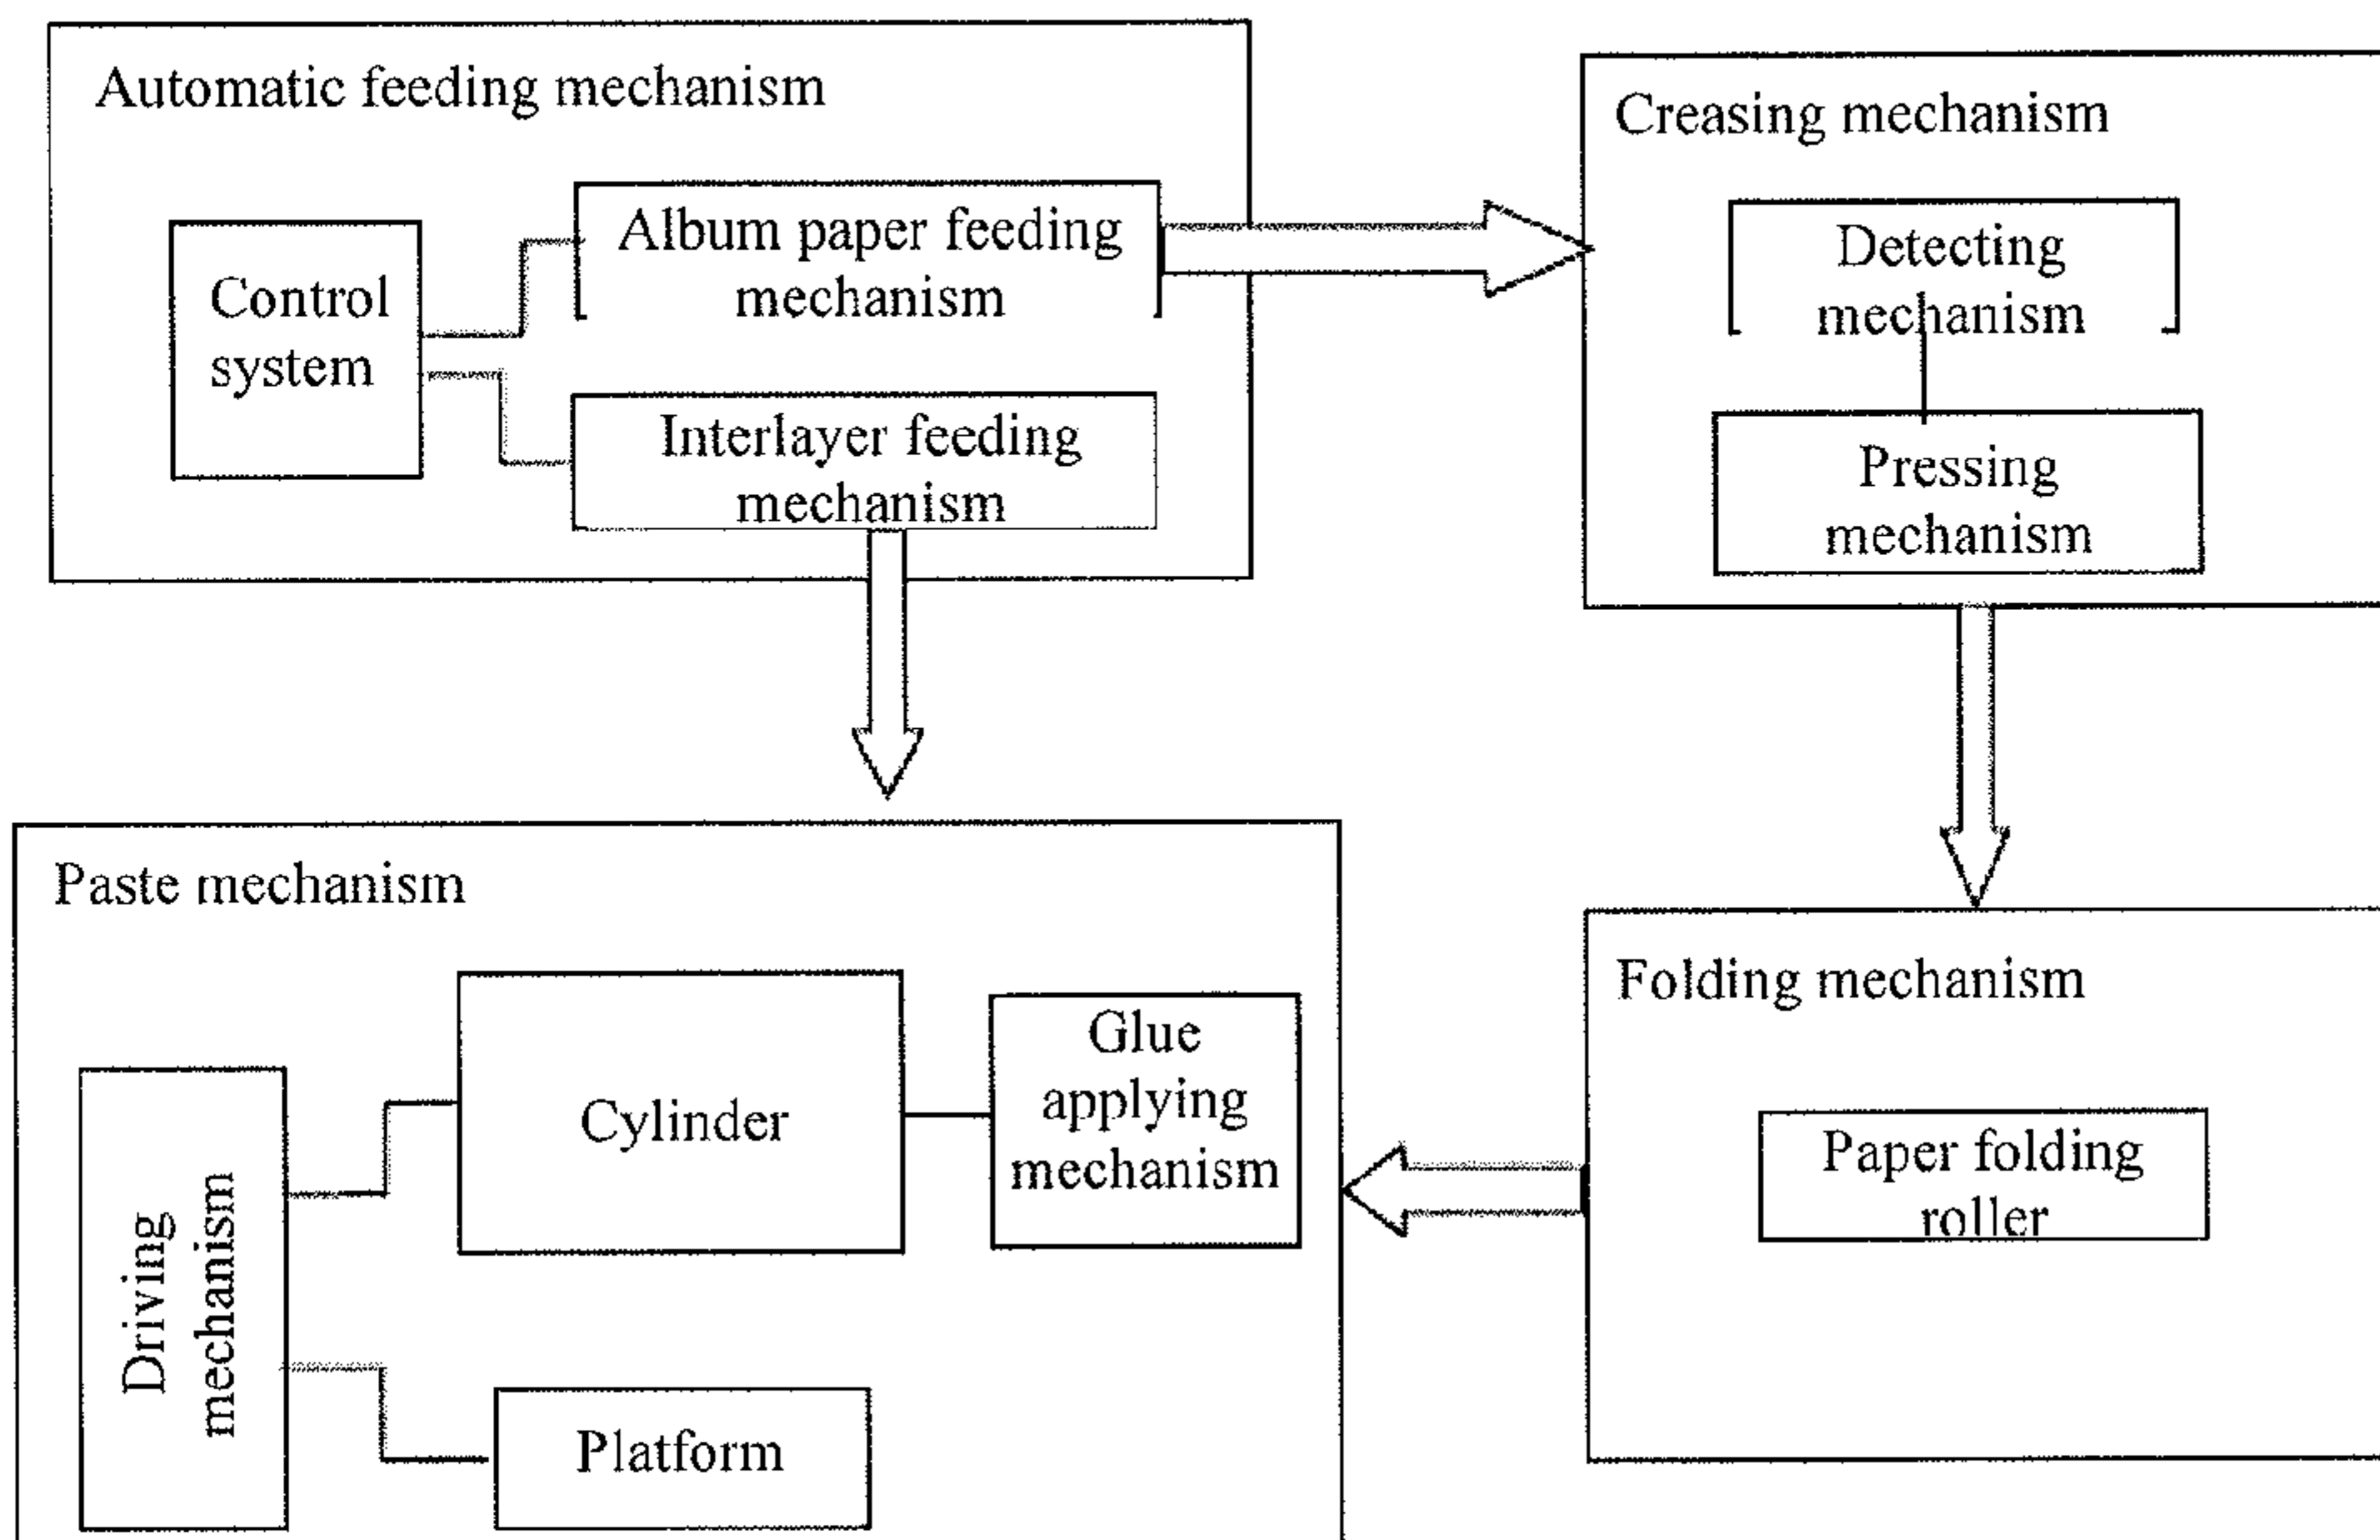 Automatic feeding mechanism
Control
system
Album paper feeding
mechanism
Interlayer feeding
mechanism
Creasing mechanism
Detecting
mechanism
Pressing
mechanism
Paste mechanism
Driving
mechanism
Cylinder
Glue
applying
mechanism
Platform
Folding mechanism
Paper folding
roller